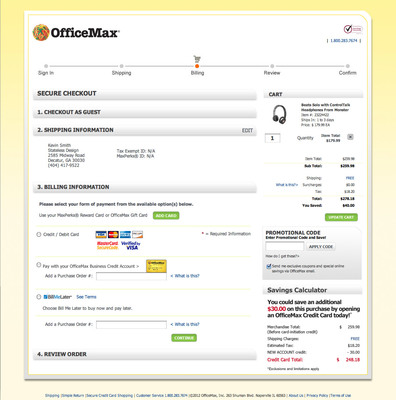 OfficeMax®
| 1.800.283.7674 |
Sign In
Shipping
Billing
Review
Confirm
SECURE CHECKOUT
1. CHECKOUT AS GUEST
2. SHIPPING INFORMATION
EDIT
Kevin Smith
Stateless Design
2585 Midway Road
Decatur, GA 30030
(404) 417-0522
Tax Exempt ID: N/A
MaxPerks® ID: N/A
3. BILLING INFORMATION
Please select your form of payment from the available option(s) below.
Use your MaxPerks® Reward Card or OfficeMax Gift Card
ADD CARD
Credit / Debit Card
* = Required Information
MasterCard SecureCode
Verified by VISA
Pay with your OfficeMax Business Credit Account >
Add a Purchase Order #:
< What is this?
BillMeLater®
See Terms
Choose Bill Me Later to buy now and pay later.
Add a Purchase Order #:
< What is this?
CONTINUE
4. REVIEW ORDER
CART
Beats Solo with ControlTalk
Headphones From Monster
Ships In: 1 to 3 days
Price: $ 179.99 EA
1
Quantity
Item Total
$179.99
Item Total:
$259.98
Sub Total:
$259.98
Shipping:
FREE
What is this?
Surcharges:
$0.00
Tax:
$18.20
Total:
$278.18
You Saved:
$40.00
UPDATE CART
PROMOTIONAL CODE
Enter Promotional Code and Save!
APPLY CODE
How do I get those?>
Send me exclusive coupons and special online
savings via OfficeMax email.
Savings Calculator
You could save an additional
$30.00 on this purchase by opening
an OfficeMax Credit Card today!*
Merchandise Total:
$ 259.98
(Before card initiation credit)
Shipping Charges:
FREE
Estimated Tax:
$18.20
NEW Account credit:
- 30.00
Credit Card Total:
$ 248.18
*Exclusions and limitations apply.
Shipping
Simple Return
|Secure Credit Card Shopping
| Customer Service
1.800.283.7674
|©2012 OfficeMax, Inc. 263 Shuman Blvd. Naperville IL 60563
| About Us
| Privacy Policy
|Terms of Use